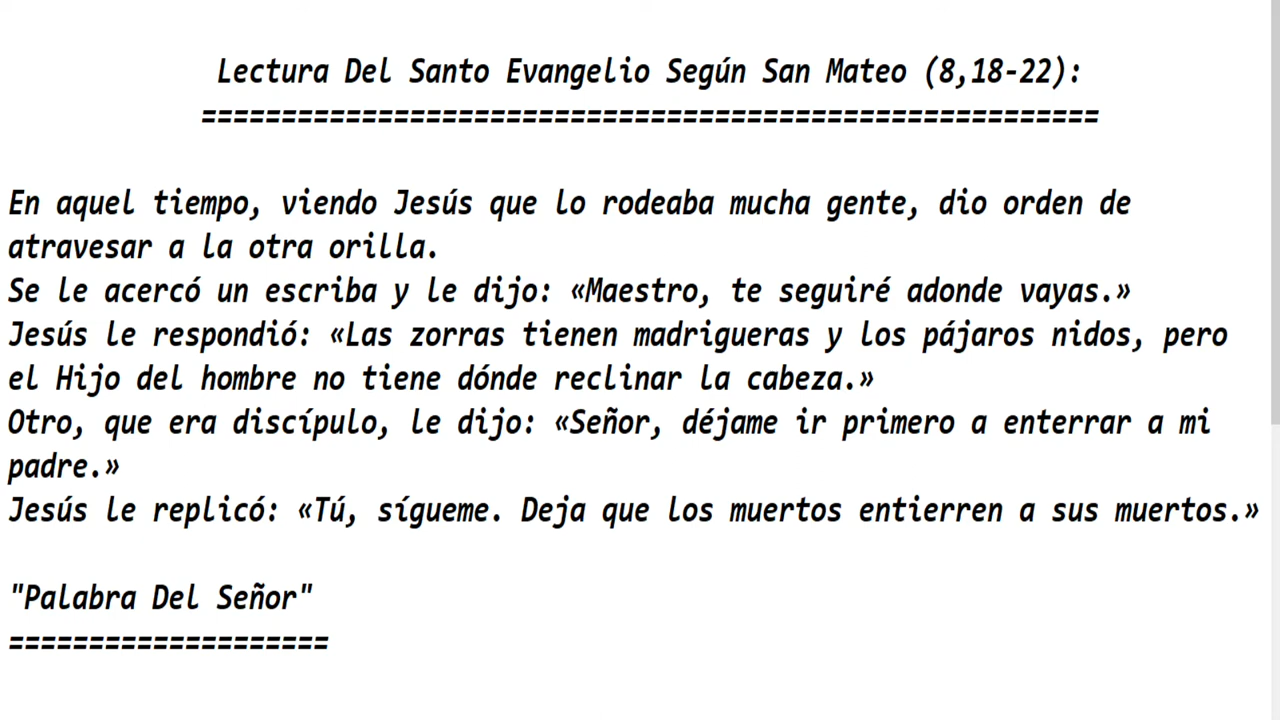 Lectura Del Santo Evangelio Según San Mateo (8,18-22):
========================================================
En aquel tiempo, viendo Jesús que lo rodeaba mucha gente, dio orden de
atravesar a la otra orilla.
Se le acercó un escriba y le dijo: «Maestro, te seguiré adonde vayas.»
Jesús le respondió: «Las zorras tienen madrigueras y los pájaros nidos, pero
el Hijo del hombre no tiene dónde reclinar la cabeza.»
Otro, que era discípulo, le dijo: «Señor, déjame ir primero a enterrar a mi
padre.»
Jesús le replicó: «Tú, sígueme. Deja que los muertos entierren a sus muertos.»
"Palabra Del Señor"
====================